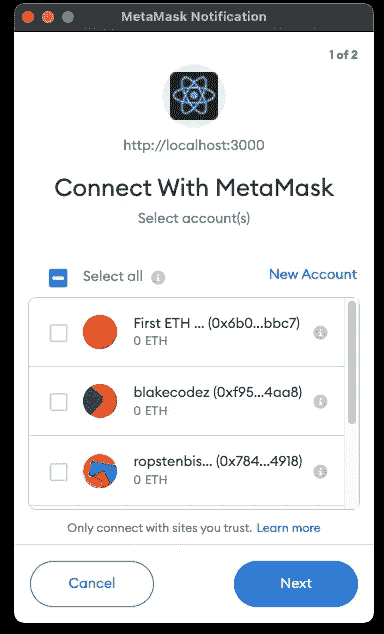 MetaMask Notification
1 of 2
http://localhost:3000
Connect With MetaMask
Select account(s)
Select all
New Account
First ETH ... (0x6b0...bbc7)
0 ETH
blakecodez (0xf95...4aa8)
0 ETH
ropstenbis... (0x784...4918)
0 ETH
Only connect with sites you trust. Learn more
Cancel
Next